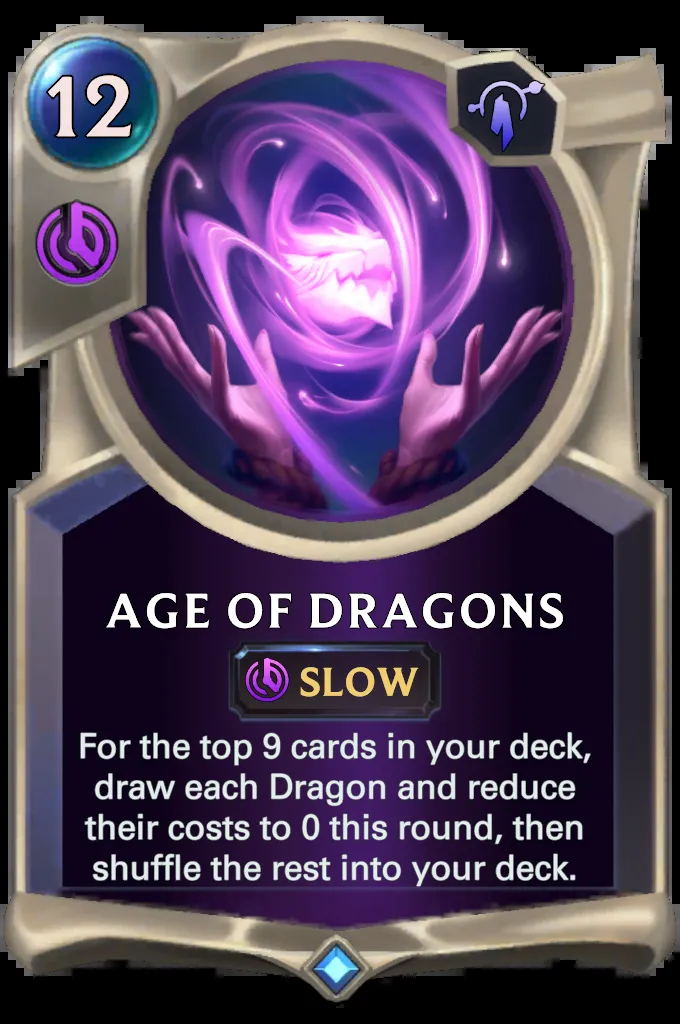 12
AGE OF DRAGONS
SLOW
For the top 9 cards in your deck,
draw each Dragon and reduce
their costs to 0 this round, then
shuffle the rest into your deck.